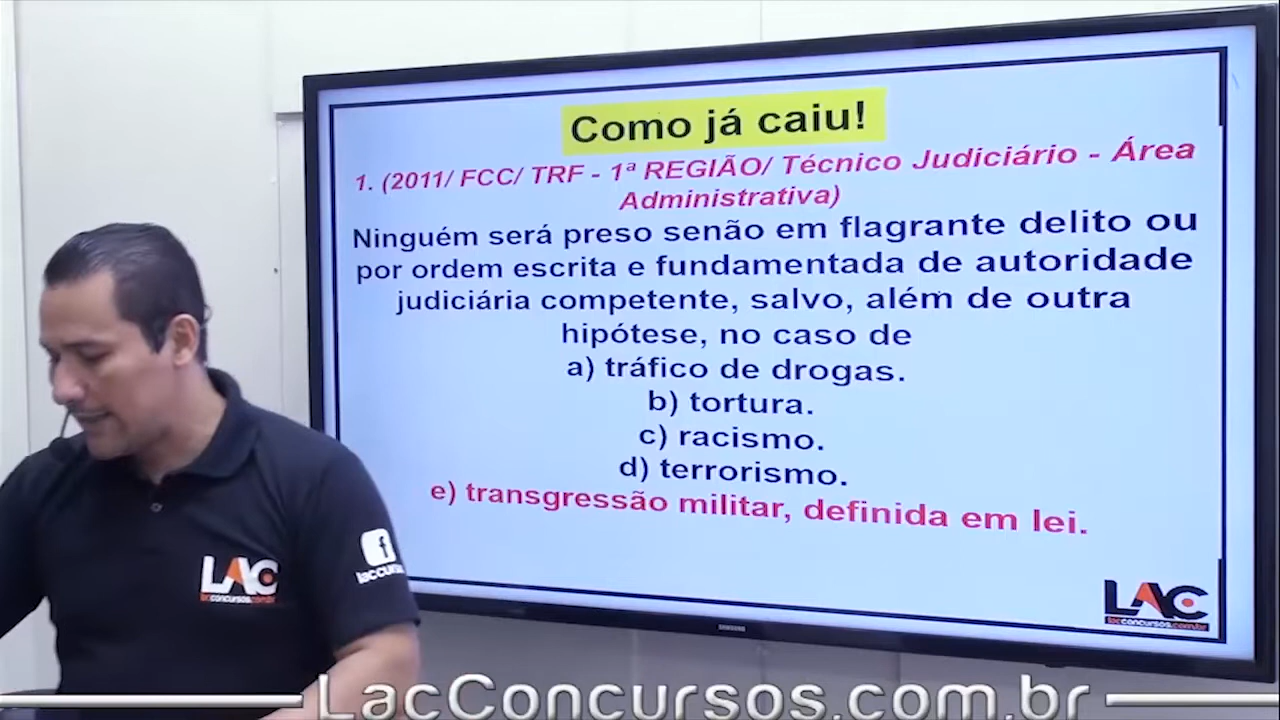 Como já caiu!
1. (2011/ FCC/ TRF - 1ª REGIÃO/ Técnico Judiciário - Área
Administrativa)
Ninguém será preso senão em flagrante delito ou
por ordem escrita e fundamentada de autoridade
judiciária competente, salvo, além de outra
hipótese, no caso de
a) tráfico de drogas.
b) tortura.
c) racismo.
d) terrorismo.
e) transgressão militar, definida em lei.
LAC
lacconcursos.com.br
LAC
lacconcursos.com.br
f
SAMSUNG
LacConcursos.com.br